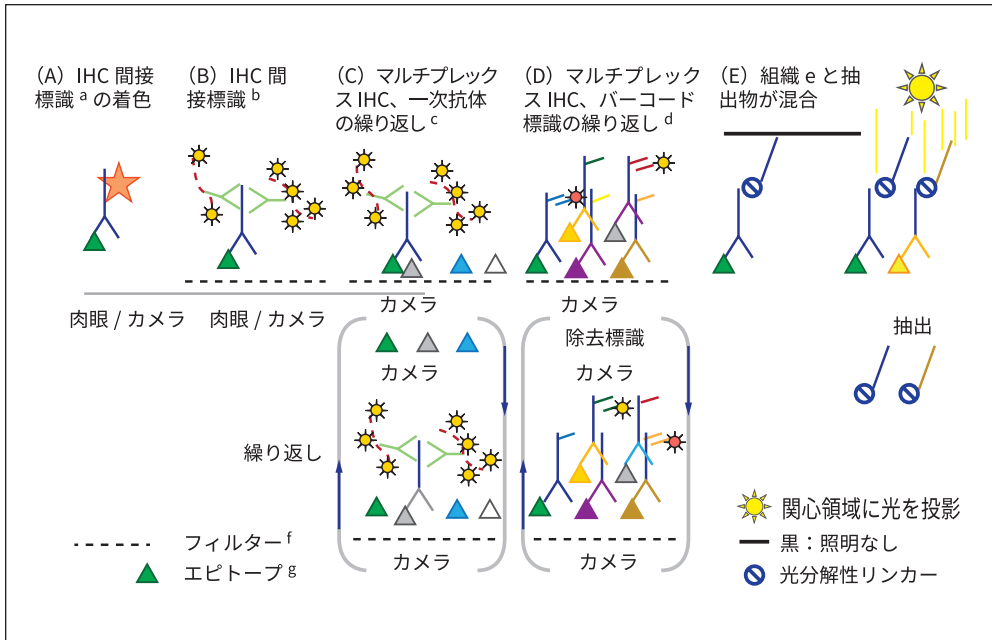 (A)IHC 間接
標識 a の着色
(B)IHC 間
接標識 b
(C)マルチプレック
ス IHC、一次抗体
の繰り返し c
(D)マルチプレック
ス IHC、バーコード
標識の繰り返し d
(E)組織 e と抽
出物が混合
肉眼 / カメラ
肉眼 / カメラ
カメラ
カメラ
カメラ
除去標識
カメラ
抽出
繰り返し
カメラ
カメラ
フィルター f
エピトープ g
関心領域に光を投影
黒:照明なし
光分解性リンカー